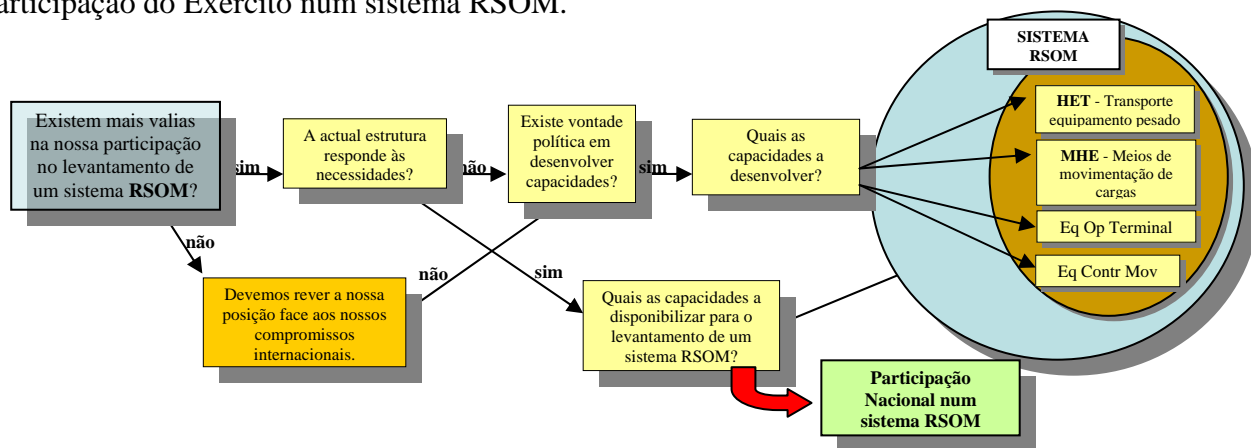 articipação do Exército num sistema RSOM.
SISTEMA
RSOM
Existem mais valias
na nossa participação
no levantamento de
um sistema RSOM?
sim
A actual estrutura
responde às
necessidades?
não
Existe vontade
política em
desenvolver
capacidades?
sim
Quais as
capacidades a
desenvolver?
HET - Transporte
equipamento pesado
MHE - Meios de
movimentação de
cargas
Eq Op Terminal
Eq Contr Mov
não
Devemos rever a nossa
posição face aos nossos
compromissos
internacionais.
não
sim
Quais as capacidades a
disponibilizar para o
levantamento de um
sistema RSOM?
Participação
Nacional num
sistema RSOM